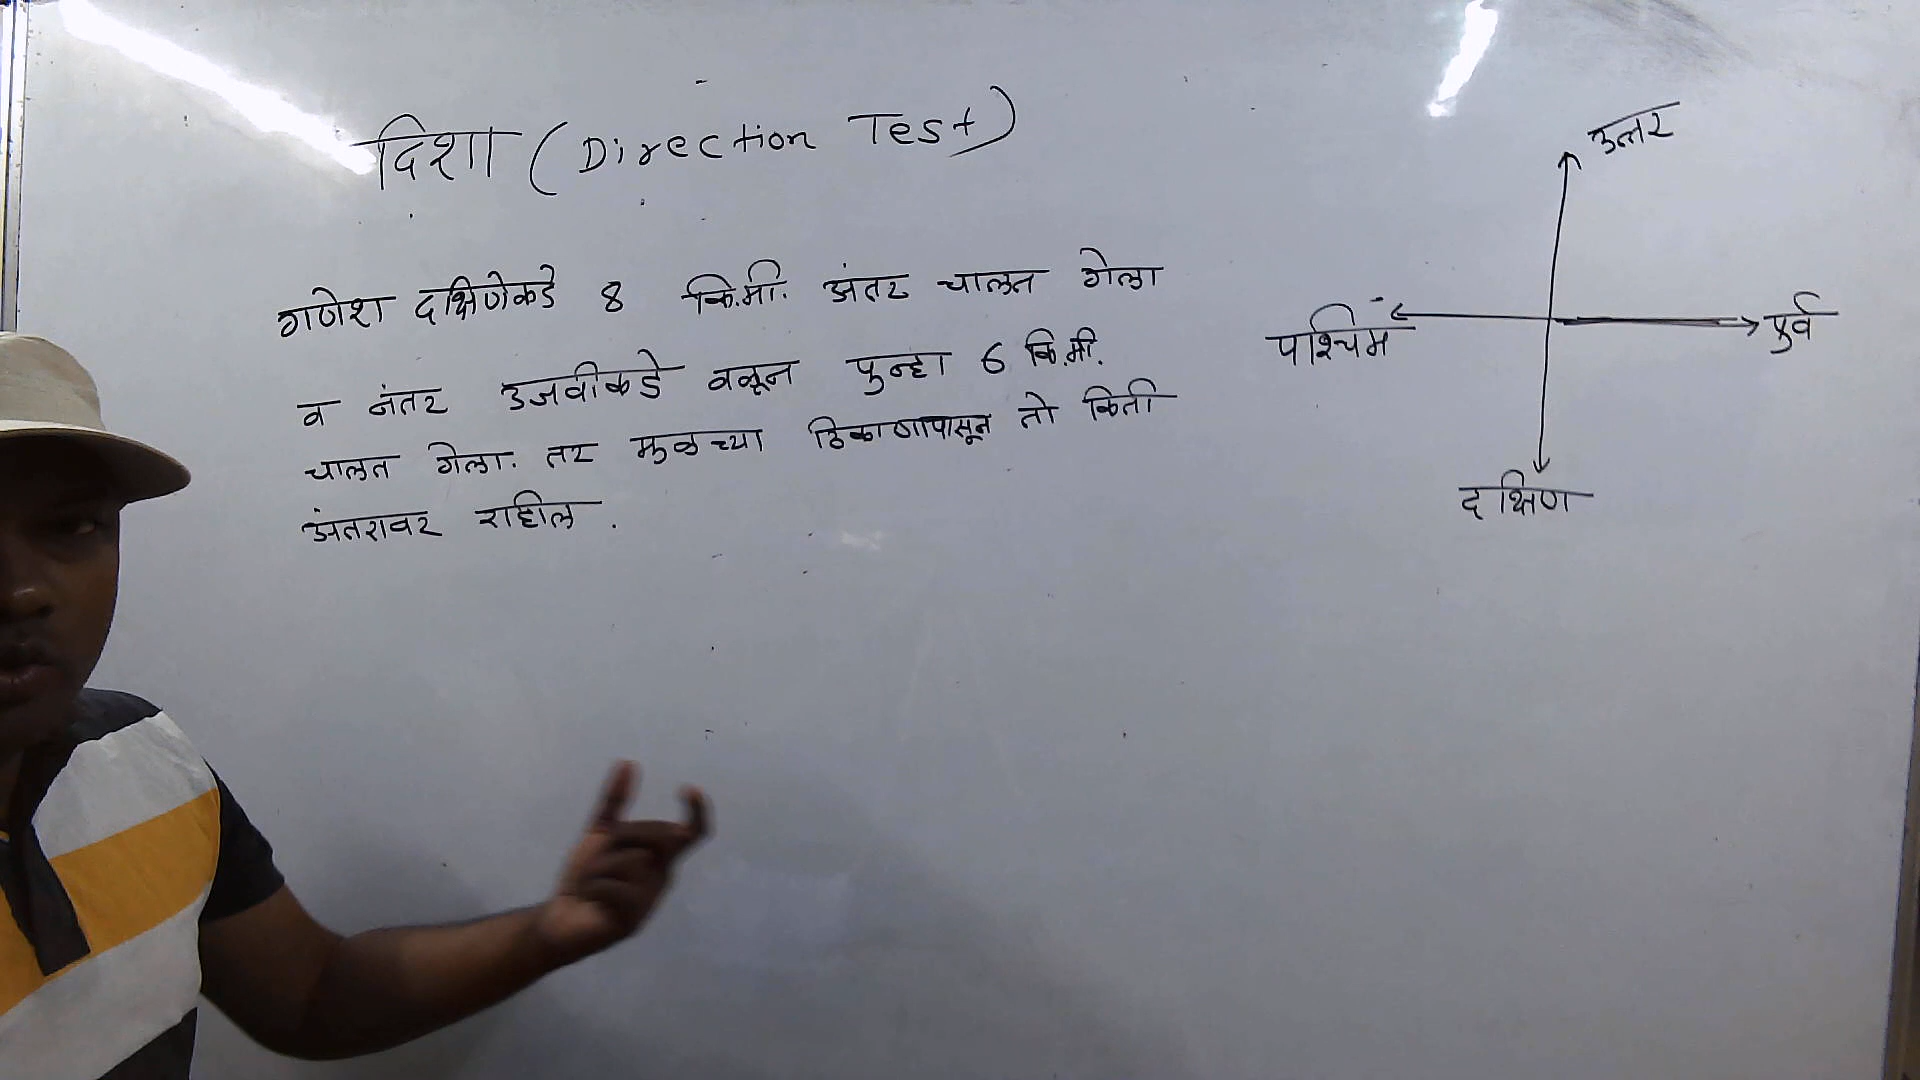 दिशा (Direction Test)
गणेश दक्षिणेकडे 8 कि.मी. अंतर चालत गेला
व नंतर उजवीकडे वळून पुन्हा 6 कि.मी.
चालत गेला. तर मुळच्या ठिकाणापासून तो किती
अंतरावर राहील.
उत्तर
पश्चिम
पुर्व
दक्षिण